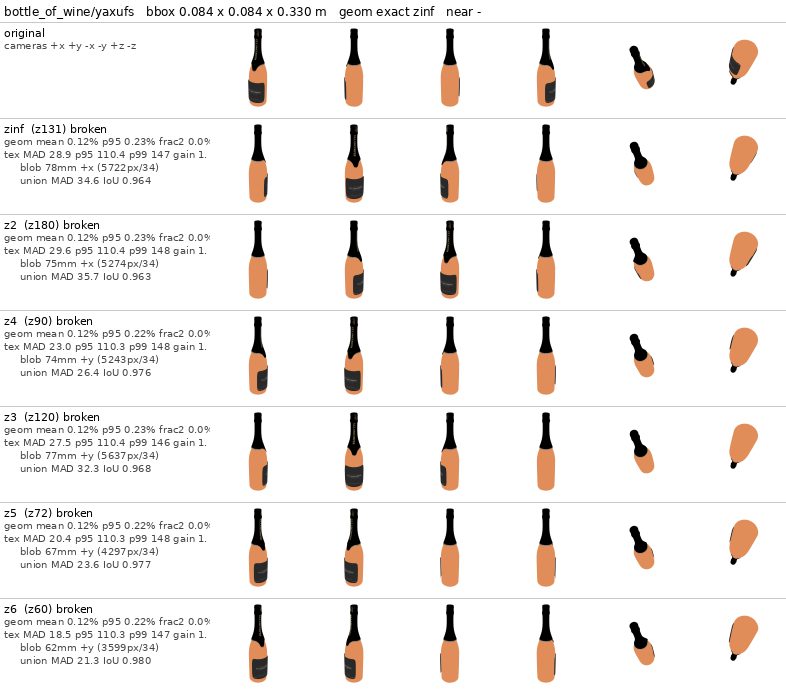 bottle_of_wine/yaxufs bbox 0.084 x 0.084 x 0.330 m geom exact zinf near -
original
cameras +x +y -x -y +z -z
zinf (z131) broken
geom mean 0.12% p95 0.23% frac2 0.0%
tex MAD 28.9 p95 110.4 p99 147 gain 1.
blob 78mm +x (5722px/34)
union MAD 34.6 IoU 0.964
z2 (z180) broken
geom mean 0.12% p95 0.23% frac2 0.0%
tex MAD 29.6 p95 110.4 p99 148 gain 1.
blob 75mm +x (5274px/34)
union MAD 35.7 IoU 0.963
z4 (z90) broken
geom mean 0.12% p95 0.22% frac2 0.0%
tex MAD 23.0 p95 110.3 p99 148 gain 1.
blob 74mm +y (5243px/34)
union MAD 26.4 IoU 0.976
z3 (z120) broken
geom mean 0.12% p95 0.23% frac2 0.0%
tex MAD 27.5 p95 110.4 p99 146 gain 1.
blob 77mm +y (5637px/34)
union MAD 32.3 IoU 0.968
z5 (z72) broken
geom mean 0.12% p95 0.22% frac2 0.0%
tex MAD 20.4 p95 110.3 p99 148 gain 1.
blob 67mm +y (4297px/34)
union MAD 23.6 IoU 0.977
z6 (z60) broken
geom mean 0.12% p95 0.22% frac2 0.0%
tex MAD 18.5 p95 110.3 p99 147 gain 1.
blob 62mm +y (3599px/34)
union MAD 21.3 IoU 0.980